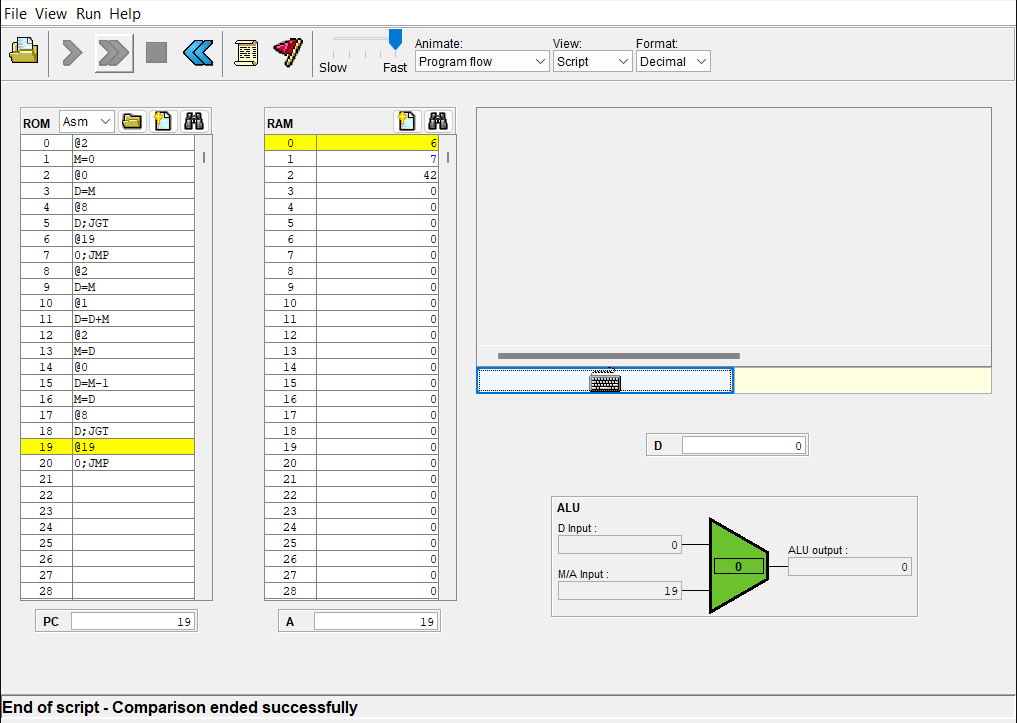 File View Run Help
Slow Fast
Animate: View: Format:
Program flow Script Decimal
ROM Asm
0 @2
1 M=0
2 @0
3 D=M
4 @8
5 D;JGT
6 @19
7 0;JMP
8 @2
9 D=M
10 @1
11 D=D+M
12 @2
13 M=D
14 @0
15 D=M-1
16 M=D
17 @8
18 D;JGT
19 @19
20 0;JMP
21
22
23
24
25
26
27
28
PC 19
RAM
0 6
1 7
2 42
3 0
4 0
5 0
6 0
7 0
8 0
9 0
10 0
11 0
12 0
13 0
14 0
15 0
16 0
17 0
18 0
19 0
20 0
21 0
22 0
23 0
24 0
25 0
26 0
27 0
28 0
A 19
D 0
ALU
D Input : 0
M/A Input : 19
0
ALU output : 0
End of script - Comparison ended successfully